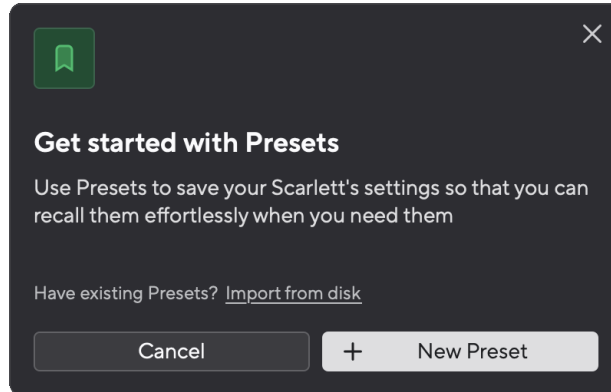 Get started with Presets
Use Presets to save your Scarlett's settings so that you can
recall them effortlessly when you need them
Have existing Presets? Import from disk
Cancel
+ New Preset